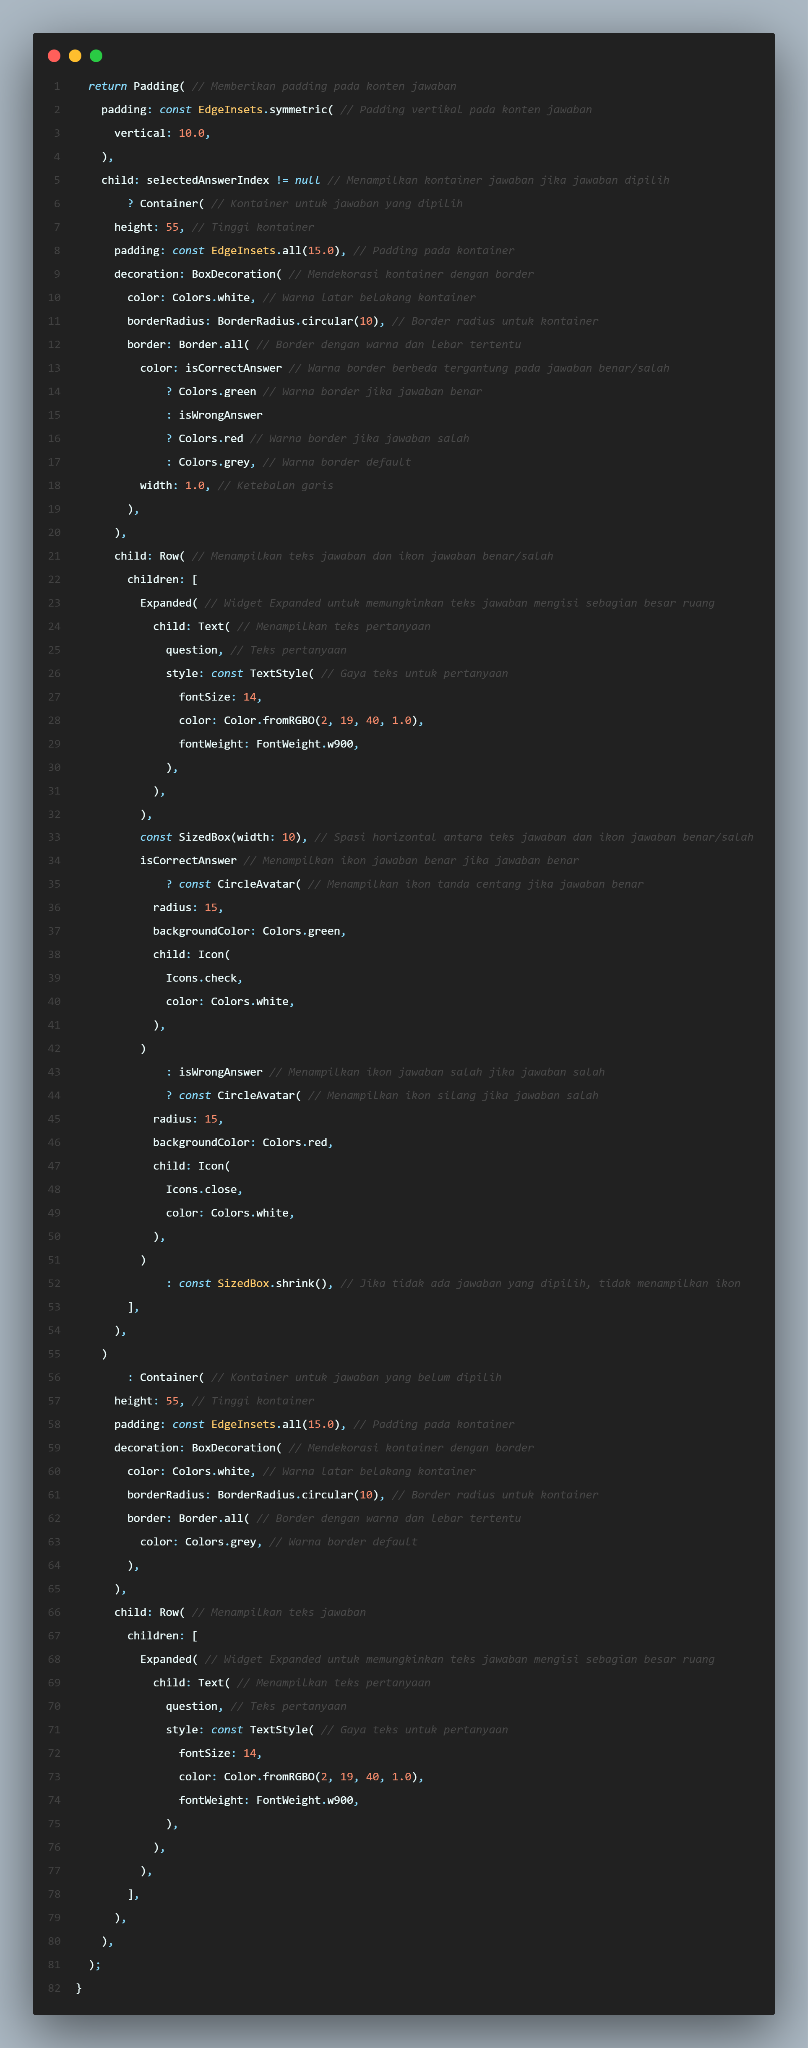 1 return Padding( // Memberikan padding pada konten jawaban
2 padding: const EdgeInsets.symmetric( // Padding vertikal pada konten jawaban
3 vertical: 10.0,
4 ),
5 child: selectedAnswerIndex != null // Menampilkan kontainer jawaban jika jawaban dipilih
6 ? Container( // Kontainer untuk jawaban yang dipilih
7 height: 55, // Tinggi kontainer
8 padding: const EdgeInsets.all(15.0), // Padding pada kontainer
9 decoration: BoxDecoration( // Mendekorasi kontainer dengan border
10 color: Colors.white, // Warna latar belakang kontainer
11 borderRadius: BorderRadius.circular(10), // Border radius untuk kontainer
12 border: Border.all( // Border dengan warna dan lebar tertentu
13 color: isCorrectAnswer // Warna border berbeda tergantung pada jawaban benar/salah
14 ? Colors.green // Warna border jika jawaban benar
15 : isWrongAnswer
16 ? Colors.red // Warna border jika jawaban salah
17 : Colors.grey, // Warna border default
18 width: 1.0, // Ketebalan garis
19 ),
20 ),
21 child: Row( // Menampilkan teks jawaban dan ikon jawaban benar/salah
22 children: [
23 Expanded( // Widget Expanded untuk memungkinkan teks jawaban mengisi sebagian besar ruang
24 child: Text( // Menampilkan teks pertanyaan
25 question, // Teks pertanyaan
26 style: const TextStyle( // Gaya teks untuk pertanyaan
27 fontSize: 14,
28 color: Color.fromRGBO(2, 19, 40, 1.0),
29 fontWeight: FontWeight.w900,
30 ),
31 ),
32 ),
33 const SizedBox(width: 10), // Spasi horizontal antara teks jawaban dan ikon jawaban benar/salah
34 isCorrectAnswer // Menampilkan ikon jawaban benar jika jawaban benar
35 ? const CircleAvatar( // Menampilkan ikon tanda centang jika jawaban benar
36 radius: 15,
37 backgroundColor: Colors.green,
38 child: Icon(
39 Icons.check,
40 color: Colors.white,
41 ),
42 )
43 : isWrongAnswer // Menampilkan ikon jawaban salah jika jawaban salah
44 ? const CircleAvatar( // Menampilkan ikon silang jika jawaban salah
45 radius: 15,
46 backgroundColor: Colors.red,
47 child: Icon(
48 Icons.close,
49 color: Colors.white,
50 ),
51 )
52 : const SizedBox.shrink(), // Jika tidak ada jawaban yang dipilih, tidak menampilkan ikon
53 ],
54 ),
55 )
56 : Container( // Kontainer untuk jawaban yang belum dipilih
57 height: 55, // Tinggi kontainer
58 padding: const EdgeInsets.all(15.0), // Padding pada kontainer
59 decoration: BoxDecoration( // Mendekorasi kontainer dengan border
60 color: Colors.white, // Warna latar belakang kontainer
61 borderRadius: BorderRadius.circular(10), // Border radius untuk kontainer
62 border: Border.all( // Border dengan warna dan lebar tertentu
63 color: Colors.grey, // Warna border default
64 ),
65 ),
66 child: Row( // Menampilkan teks jawaban
67 children: [
68 Expanded( // Widget Expanded untuk memungkinkan teks jawaban mengisi sebagian besar ruang
69 child: Text( // Menampilkan teks pertanyaan
70 question, // Teks pertanyaan
71 style: const TextStyle( // Gaya teks untuk pertanyaan
72 fontSize: 14,
73 color: Color.fromRGBO(2, 19, 40, 1.0),
74 fontWeight: FontWeight.w900,
75 ),
76 ),
77 ),
78 ],
79 ),
80 ),
81 );
82 }